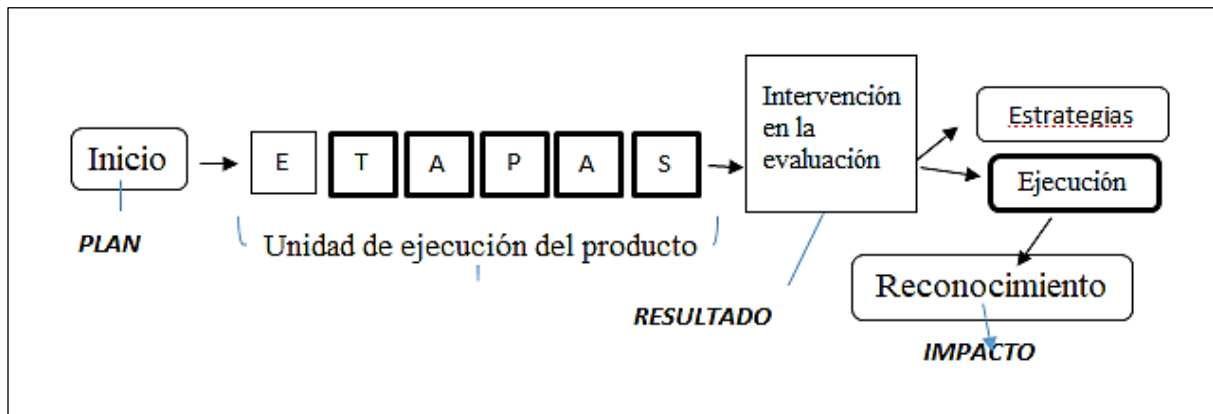 Inicio
PLAN
E T A P A S
Unidad de ejecución del producto
Intervención
en la
evaluación
RESULTADO
Estrategias
Ejecución
Reconocimiento
IMPACTO